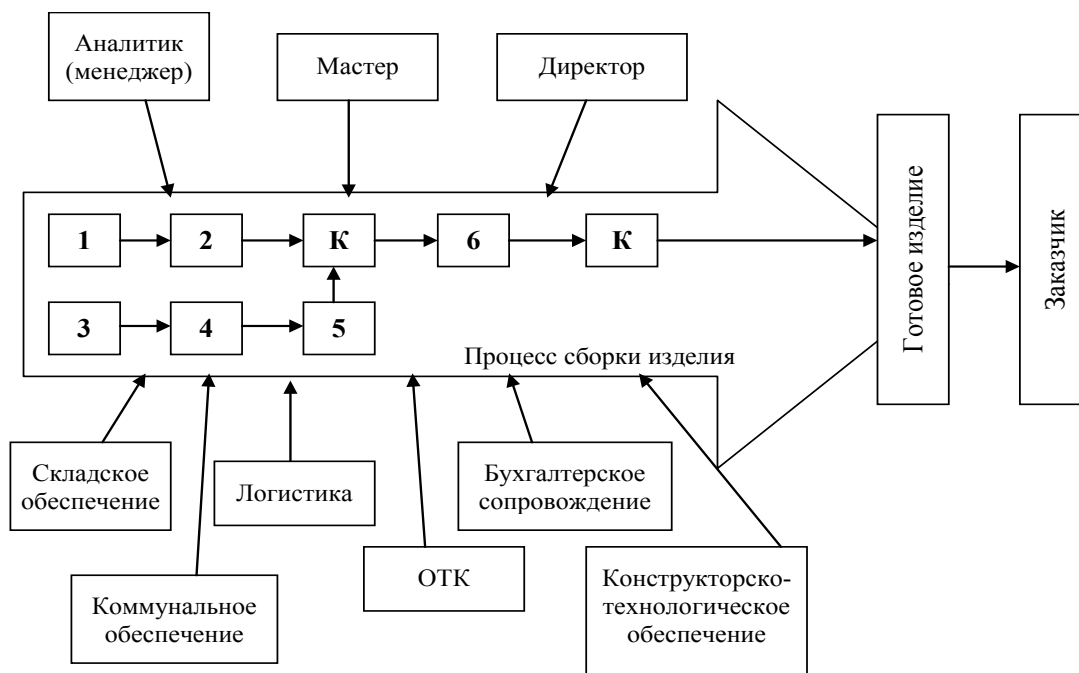 Аналитик
(менеджер)
Мастер
Директор
1
2
К
6
К
3
4
5
Процесс сборки изделия
Готовое изделие
Заказчик
Складское
обеспечение
Логистика
Бухгалтерское
сопровождение
Коммунальное
обеспечение
ОТК
Конструкторско-
технологическое
обеспечение